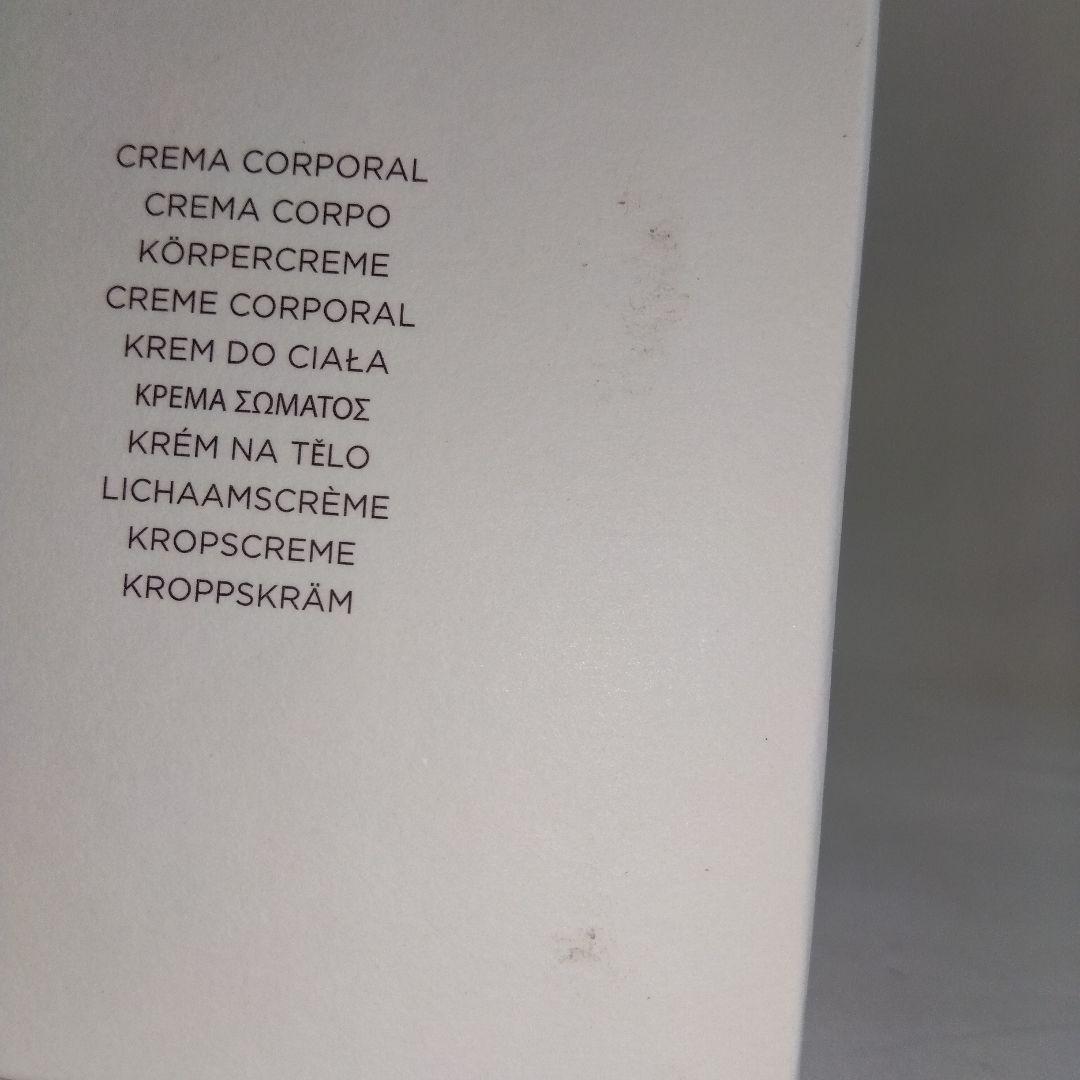 CREMA CORPORAL
CREMA CORPO
KÖRPERCREME
CREME CORPORAL
KREM DO CIAŁA
ΚΡΕΜΑ ΣΩΜΑΤΟΣ
KRÉM NA TĚLO
LICHAAMSCRÈME
KROPSCREME
KROPPSKRÄM